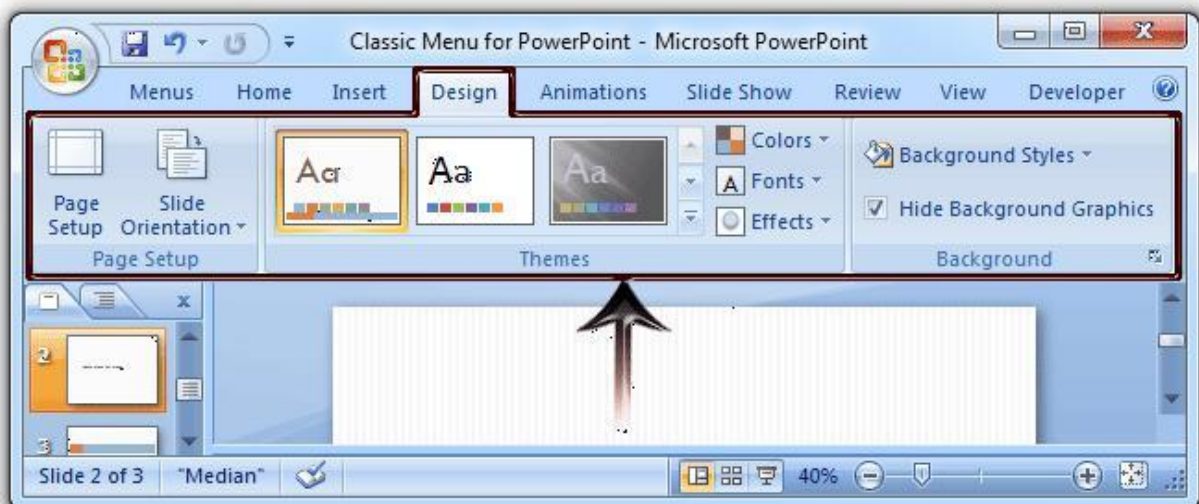 Classic Menu for PowerPoint - Microsoft PowerPoint
Menus Home Insert Design Animations Slide Show Review View Developer
Aa Aa Aa
Page Setup
Slide Orientation
Colors
Fonts
Effects
Background Styles
Hide Background Graphics
A
Page Setup Themes Background
2
3
Slide 2 of 3 "Median" 40%